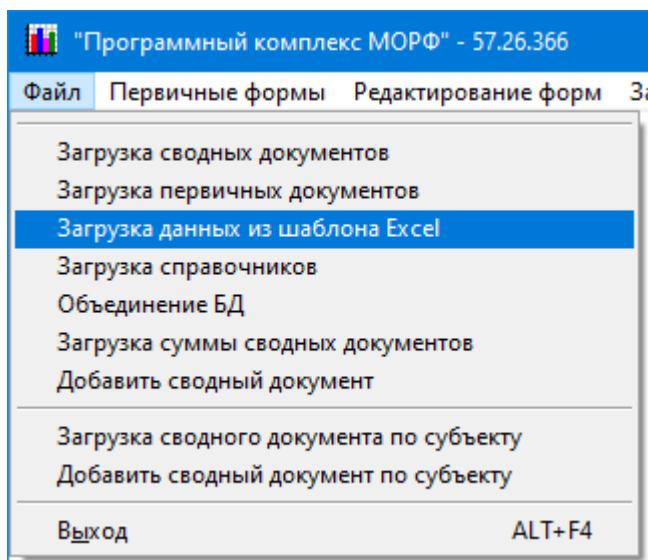 "Программный комплекс МОРФ" - 57.26.366
Файл Первичные формы Редактирование форм
Загрузка сводных документов
Загрузка первичных документов
Загрузка данных из шаблона Excel
Загрузка справочников
Объединение БД
Загрузка суммы сводных документов
Добавить сводный документ
Загрузка сводного документа по субъекту
Добавить сводный документ по субъекту
Выход ALT+F4